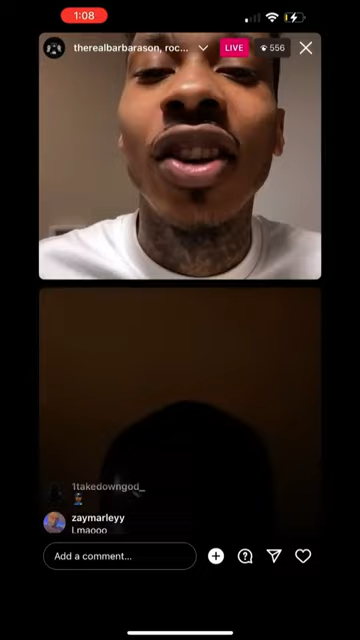 1:08
therealbarbarason, roc...
LIVE
556
1takedowngod_
zaymarleyy
Lmaooo
Add a comment...